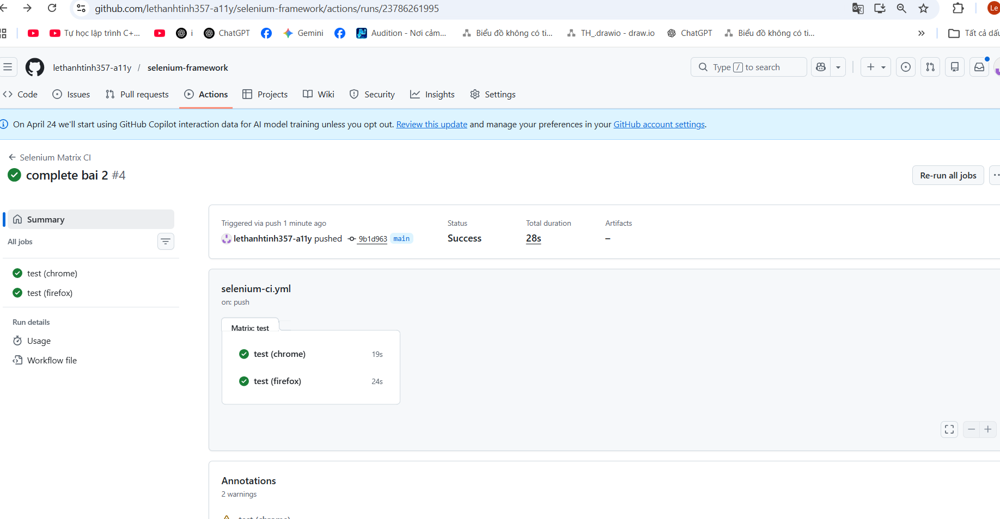 github.com/lethanhtinh357-a11y/selenium-framework/actions/runs/23786261995
Le
Tự học lập trình C+...
i
ChatGPT
Gemini
Audition - Nơi cảm...
Biểu đồ không có ti...
TH_.drawio - draw.io
ChatGPT
Biểu đồ không có ti...
Tất cả dấu
lethanhtinh357-a11y / selenium-framework
Type / to search
Code
Issues
Pull requests
Actions
Projects
Wiki
Security
Insights
Settings
On April 24 we'll start using GitHub Copilot interaction data for AI model training unless you opt out. Review this update and manage your preferences in your GitHub account settings.
Selenium Matrix CI
complete bai 2 #4
Re-run all jobs
Summary
All jobs
test (chrome)
test (firefox)
Run details
Usage
Workflow file
Triggered via push 1 minute ago
lethanhtinh357-a11y pushed 9b1d963 main
Status
Success
Total duration
28s
Artifacts
–
selenium-ci.yml
on: push
Matrix: test
test (chrome) 19s
test (firefox) 24s
Annotations
2 warnings
test (chrome)